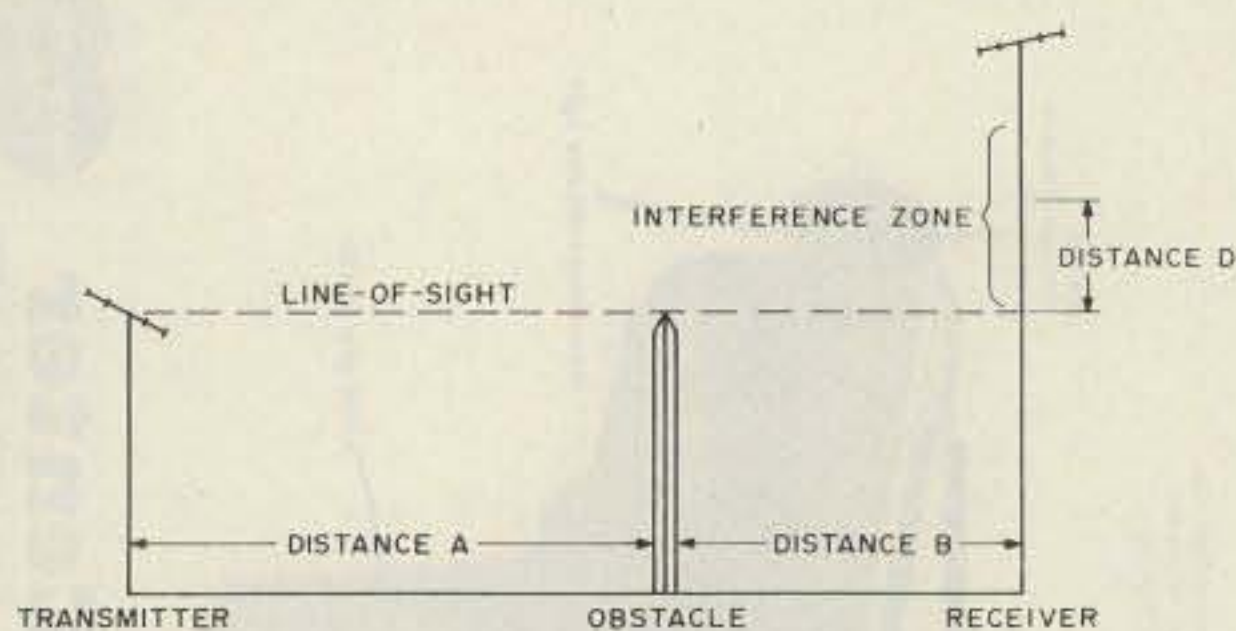 INTERFERENCE ZONE
DISTANCE D
LINE-OF-SIGHT
DISTANCE A
DISTANCE B
TRANSMITTER
OBSTACLE
RECEIVER